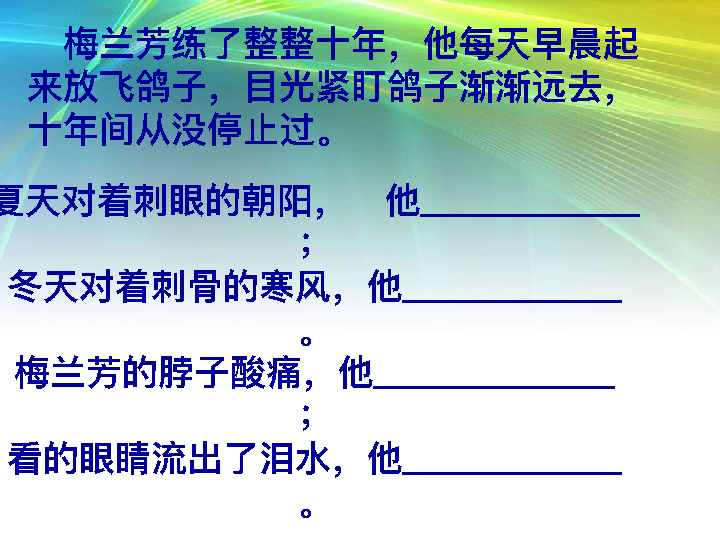 梅兰芳练了整整十年，他每天早晨起
来放飞鸽子，目光紧盯鸽子渐渐远去，
十年间从没停止过。
夏天对着刺眼的朝阳， 他____________
；
冬天对着刺骨的寒风，他____________
。
梅兰芳的脖子酸痛，他_____________
；
看的眼睛流出了泪水，他____________
。